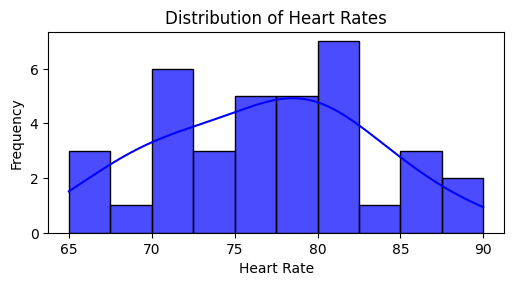 Distribution of Heart Rates
Frequency
6
4
2
0
65 70 75 80 85 90
Heart Rate